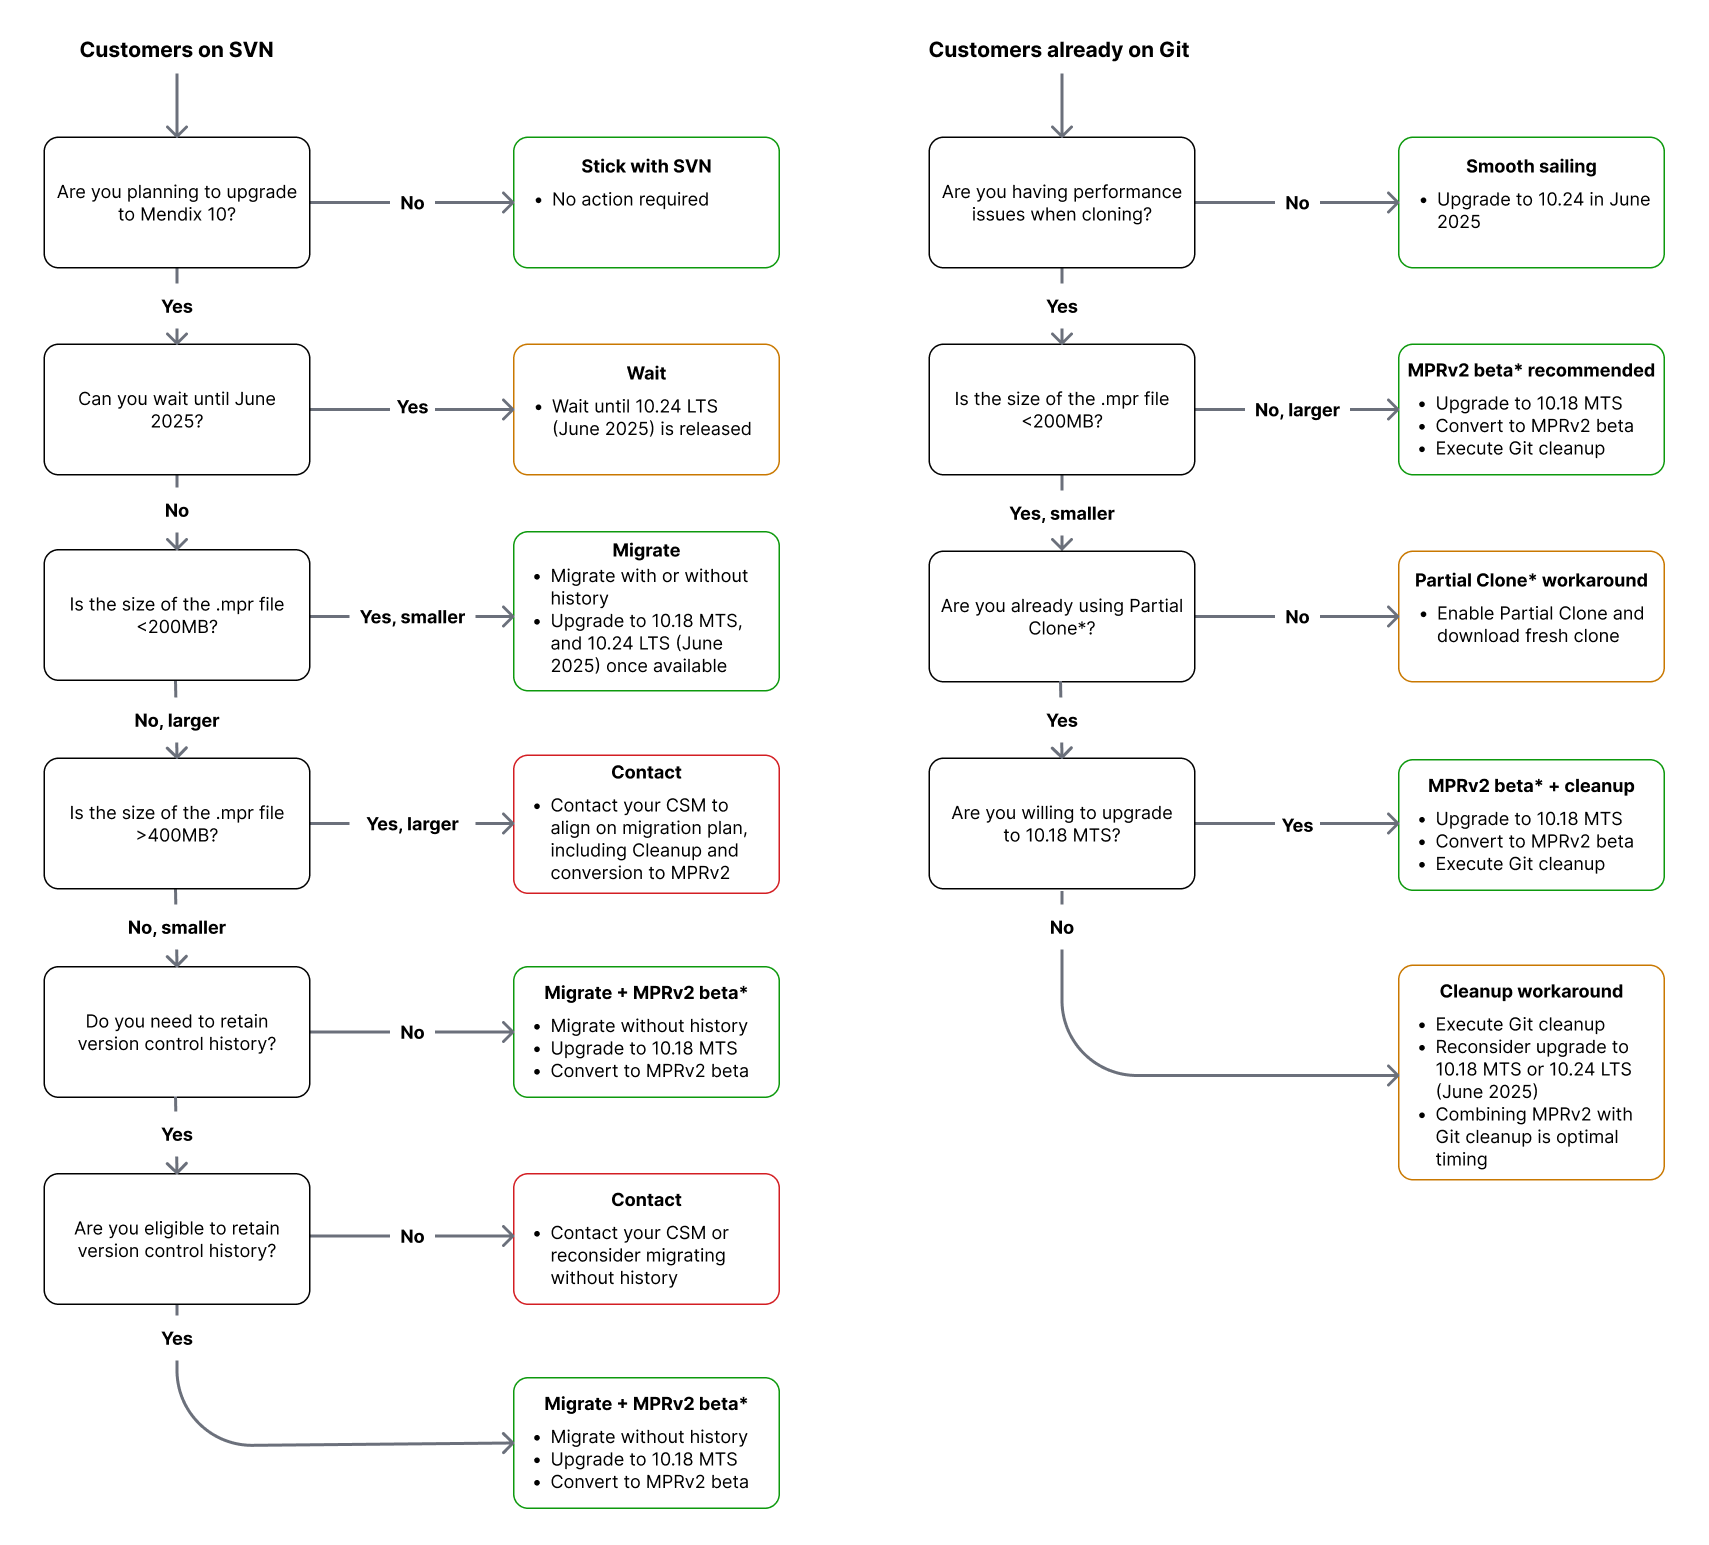 Customers on SVN
Are you planning to upgrade
to Mendix 10?
No
Stick with SVN
• No action required
Yes
Can you wait until June
2025?
Yes
Wait
• Wait until 10.24 LTS
(June 2025) is released
No
Is the size of the .mpr file
<200MB?
Yes, smaller
Migrate
• Migrate with or without
history
• Upgrade to 10.18 MTS,
and 10.24 LTS (June
2025) once available
No, larger
Is the size of the .mpr file
>400MB?
Yes, larger
Contact
• Contact your CSM to
align on migration plan,
including Cleanup and
conversion to MPRv2
No, smaller
Do you need to retain
version control history?
No
Migrate + MPRv2 beta*
• Migrate without history
• Upgrade to 10.18 MTS
• Convert to MPRv2 beta
Yes
Are you eligible to retain
version control history?
No
Contact
• Contact your CSM or
reconsider migrating
without history
Yes
Migrate + MPRv2 beta*
• Migrate without history
• Upgrade to 10.18 MTS
• Convert to MPRv2 beta
Customers already on Git
Are you having performance
issues when cloning?
No
Smooth sailing
• Upgrade to 10.24 in June
2025
Yes
Is the size of the .mpr file
<200MB?
No, larger
MPRv2 beta* recommended
• Upgrade to 10.18 MTS
• Convert to MPRv2 beta
• Execute Git cleanup
Yes, smaller
Are you already using Partial
Clone*?
No
Partial Clone* workaround
• Enable Partial Clone and
download fresh clone
Yes
Are you willing to upgrade
to 10.18 MTS?
Yes
MPRv2 beta* + cleanup
• Upgrade to 10.18 MTS
• Convert to MPRv2 beta
• Execute Git cleanup
No
Cleanup workaround
• Execute Git cleanup
• Reconsider upgrade to
10.18 MTS or 10.24 LTS
(June 2025)
• Combining MPRv2 with
Git cleanup is optimal
timing